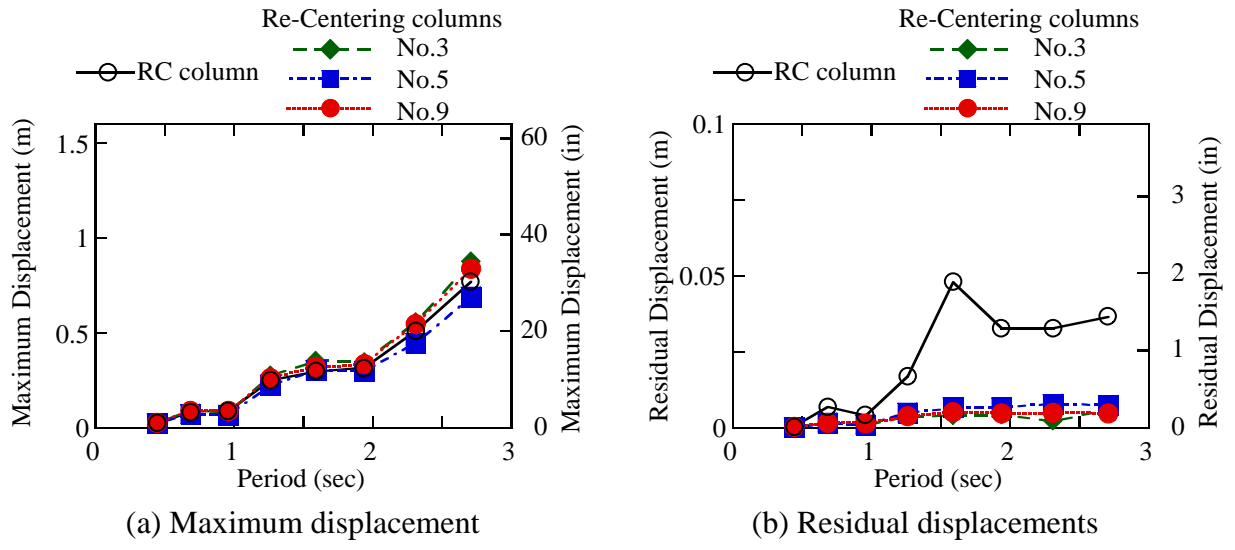 Re-Centering columns
No.3
RC column
No.5
No.9
Maximum Displacement (m)
1.5
1
0.5
0
60
40
20
0
Maximum Displacement (in)
0
1
2
3
Period (sec)
(a) Maximum displacement
Re-Centering columns
No.3
RC column
No.5
No.9
Residual Displacement (m)
0.1
0.05
0
3
2
1
0
Residual Displacement (in)
0
1
2
3
Period (sec)
(b) Residual displacements